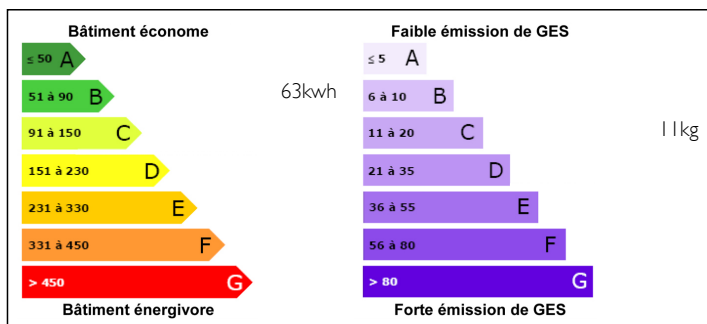 Bâtiment économe
≤ 50 A
51 à 90 B
63kwh
91 à 150 C
151 à 230 D
231 à 330 E
331 à 450 F
> 450 G
Bâtiment énergivore
Faible émission de GES
≤ 5 A
6 à 10 B
11 à 20 C
11kg
21 à 35 D
36 à 55 E
56 à 80 F
> 80 G
Forte émission de GES